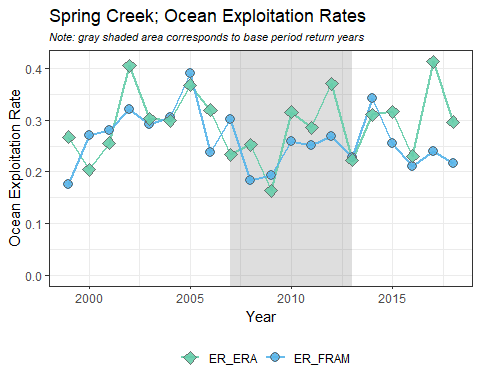 Spring Creek; Ocean Exploitation Rates
Note: gray shaded area corresponds to base period return years
Ocean Exploitation Rate
0.4
0.3
0.2
0.1
0.0
2000 2005 2010 2015
Year
ER_ERA ER_FRAM